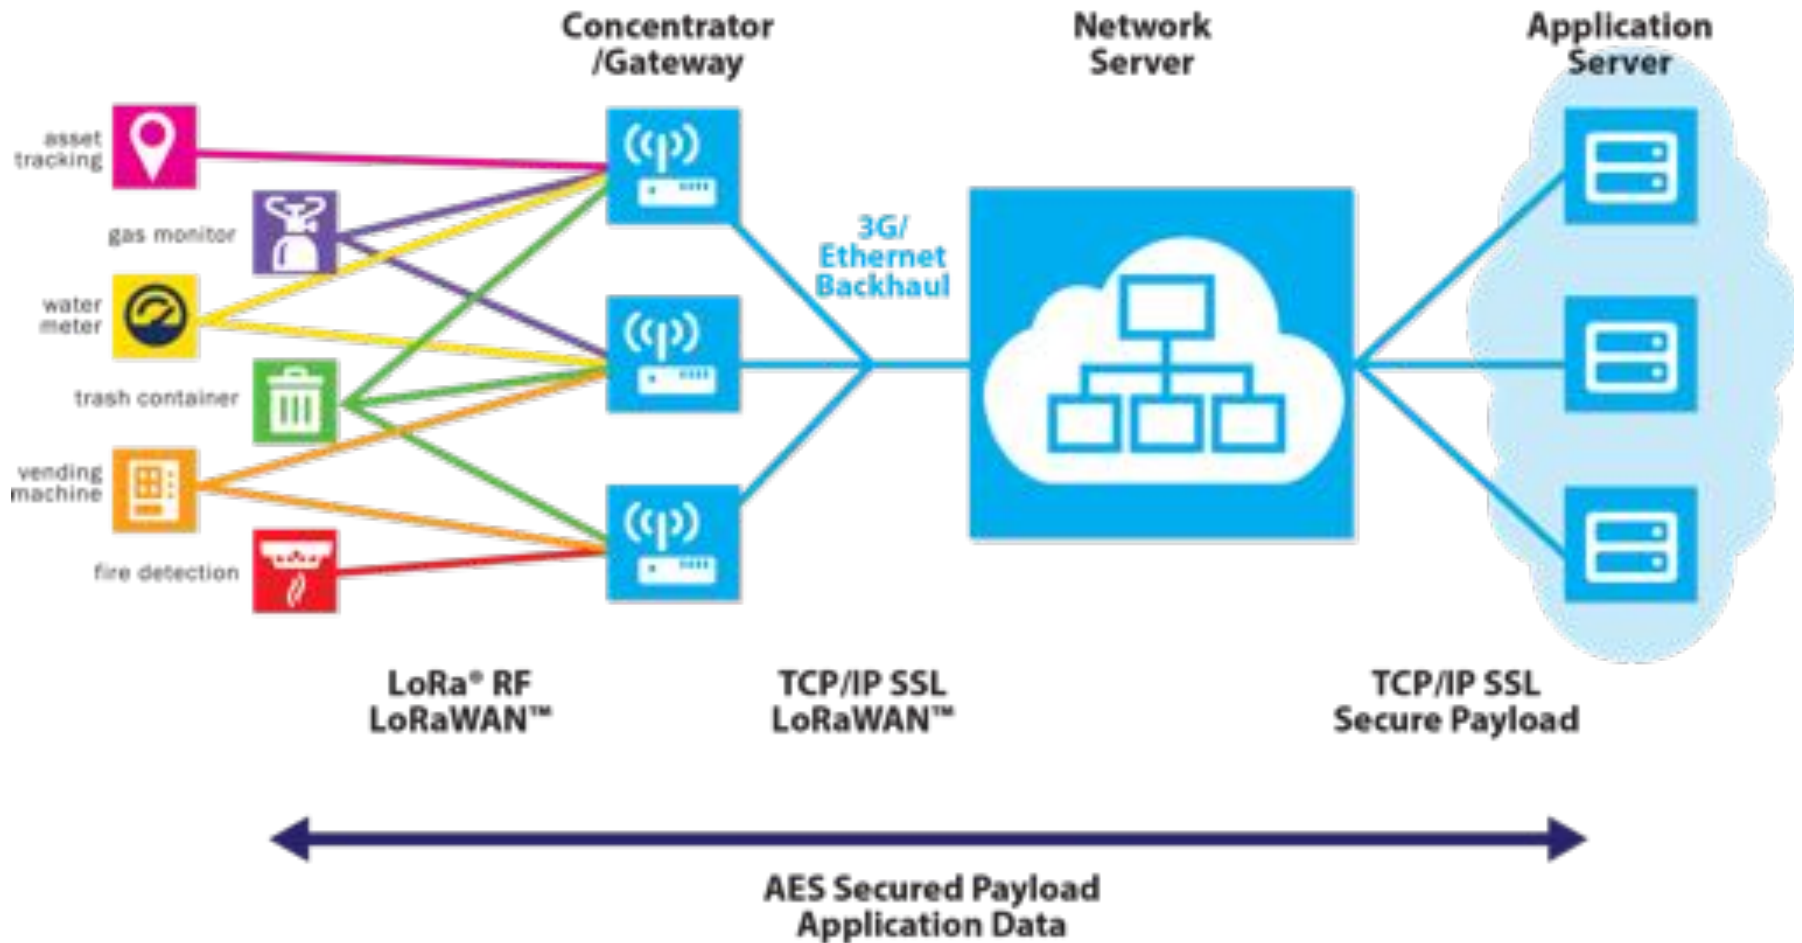 Concentrator
/Gateway
Network
Server
Application
Server
asset
tracking
gas monitor
water
meter
trash container
vending
machine
fire detection
3G/
Ethernet
Backhaul
LoRa® RF
LoRaWAN™
TCP/IP SSL
LoRaWAN™
TCP/IP SSL
Secure Payload
AES Secured Payload
Application Data